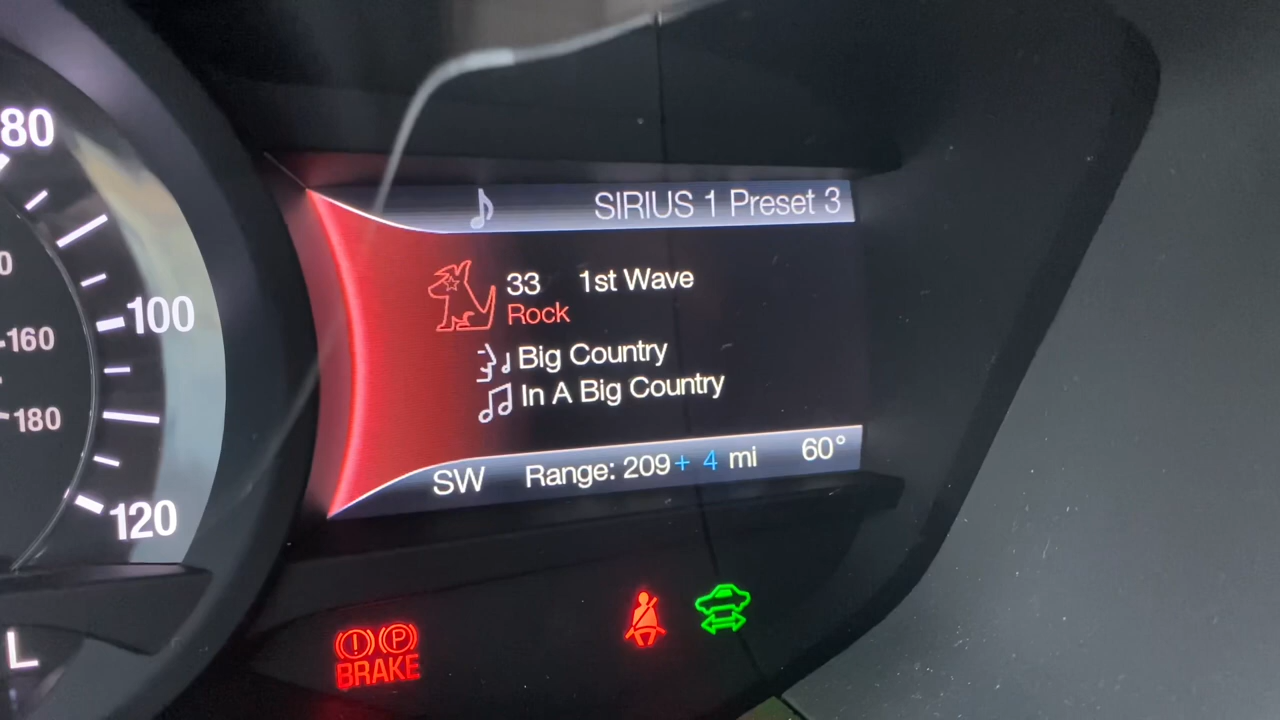 80
0
100
160
180
120
L
SIRIUS 1 Preset 3
33 1st Wave
Rock
Big Country
In A Big Country
SW Range: 209 + 4 mi 60°
! P
BRAKE